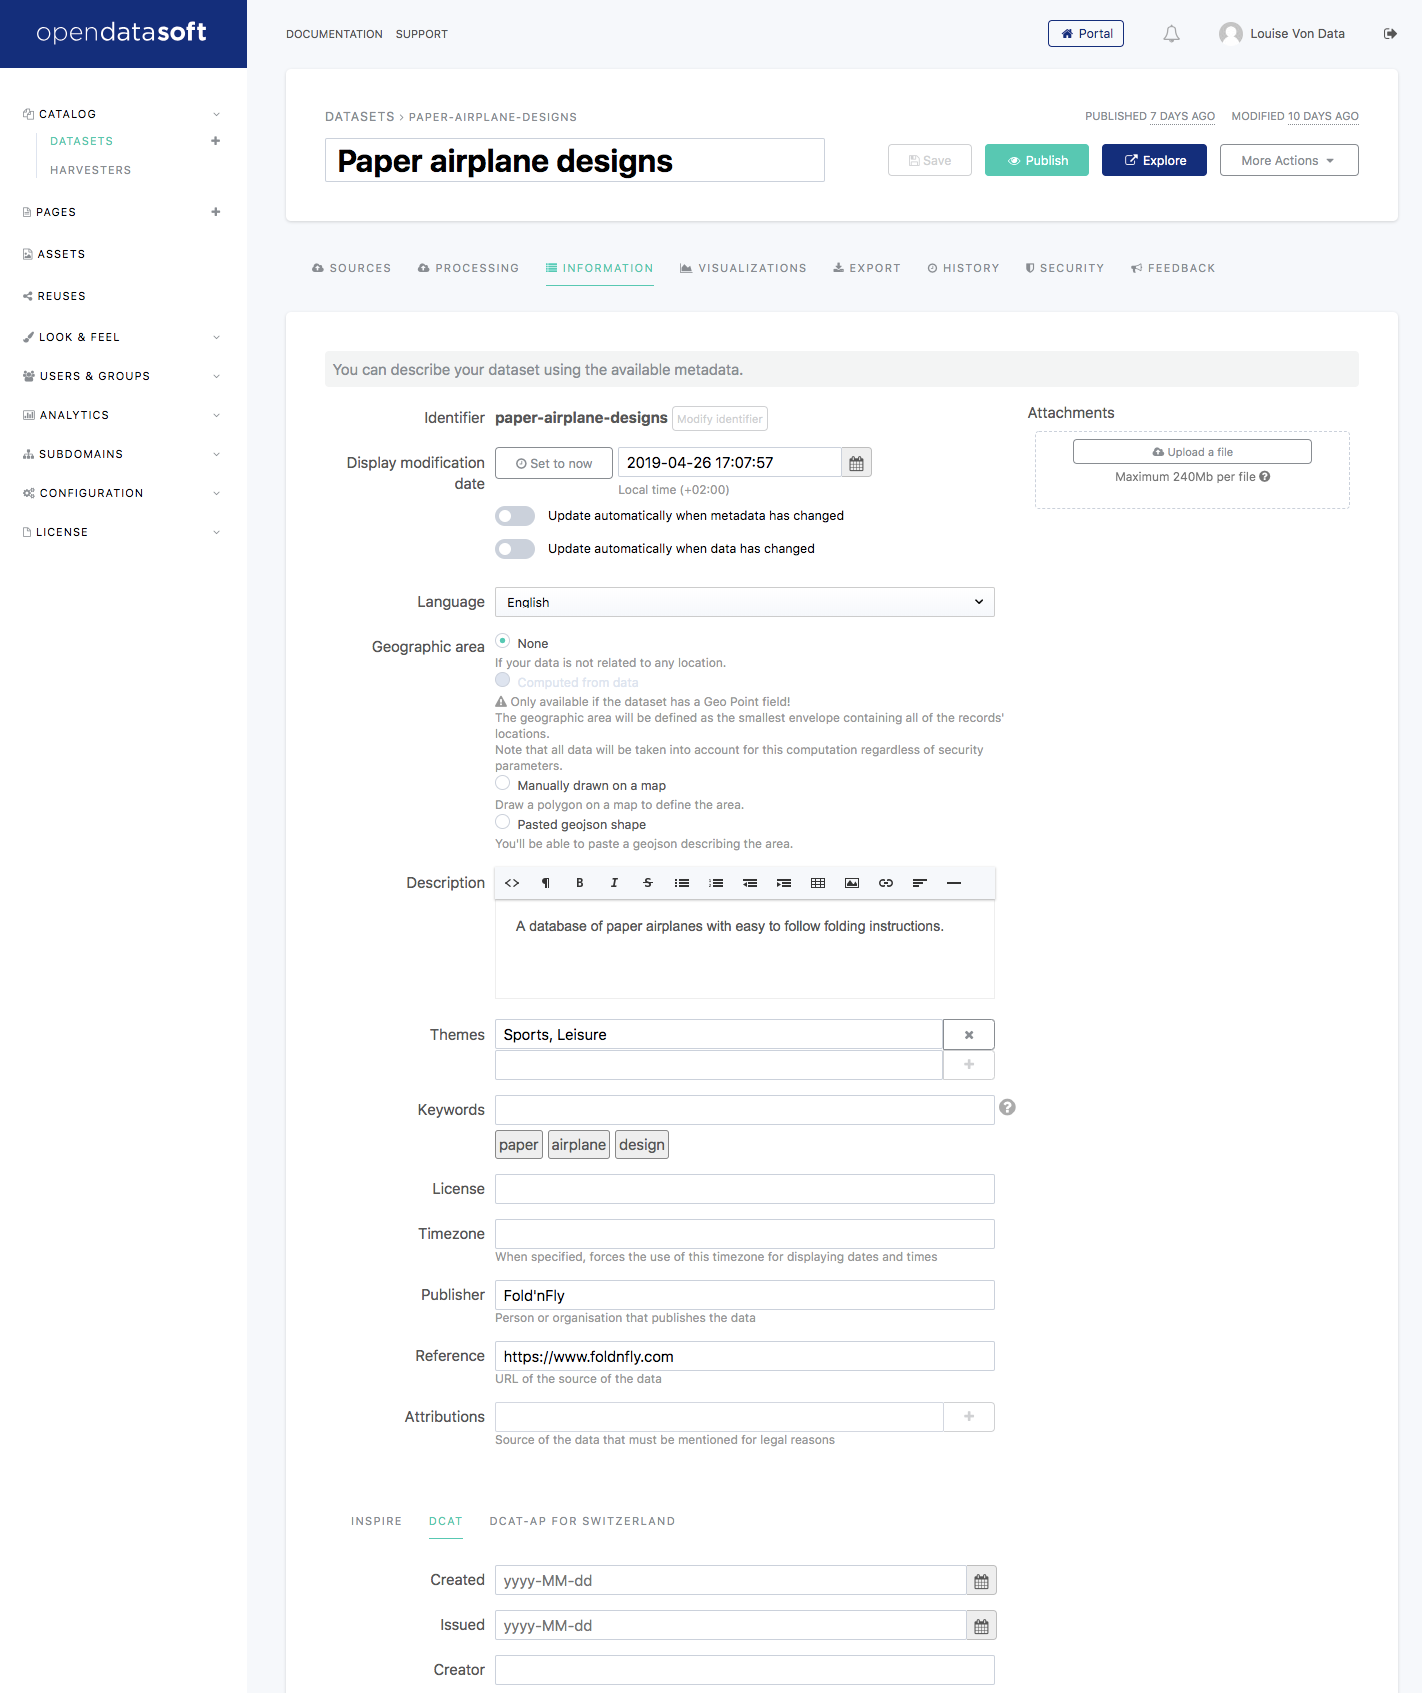 opendatasoft
DOCUMENTATION SUPPORT
Portal
Louise Von Data
CATALOG
DATASETS
HARVESTERS
PAGES
ASSETS
REUSES
LOOK & FEEL
USERS & GROUPS
ANALYTICS
SUBDOMAINS
CONFIGURATION
LICENSE
DATASETS › PAPER-AIRPLANE-DESIGNS
PUBLISHED 7 DAYS AGO MODIFIED 10 DAYS AGO
Paper airplane designs
Save Publish Explore More Actions
SOURCES PROCESSING INFORMATION VISUALIZATIONS EXPORT HISTORY SECURITY FEEDBACK
You can describe your dataset using the available metadata.
Identifier paper-airplane-designs Modify identifier
Display modification date Set to now 2019-04-26 17:07:57
Local time (+02:00)
Update automatically when metadata has changed
Update automatically when data has changed
Attachments
Upload a file
Maximum 240Mb per file
Language English
Geographic area None
If your data is not related to any location.
Computed from data
Only available if the dataset has a Geo Point field!
The geographic area will be defined as the smallest envelope containing all of the records'
locations.
Note that all data will be taken into account for this computation regardless of security
parameters.
Manually drawn on a map
Draw a polygon on a map to define the area.
Pasted geojson shape
You'll be able to paste a geojson describing the area.
Description
A database of paper airplanes with easy to follow folding instructions.
Themes Sports, Leisure
Keywords
paper airplane design
License
Timezone
When specified, forces the use of this timezone for displaying dates and times
Publisher Fold'nFly
Person or organisation that publishes the data
Reference https://www.foldnfly.com
URL of the source of the data
Attributions
Source of the data that must be mentioned for legal reasons
INSPIRE DCAT DCAT-AP FOR SWITZERLAND
Created yyyy-MM-dd
Issued yyyy-MM-dd
Creator